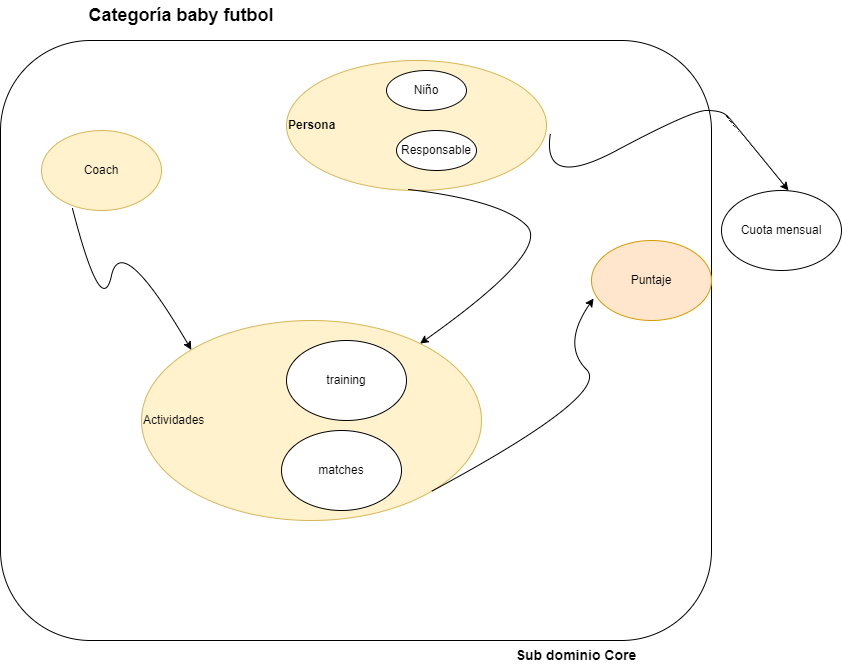 Categoría baby futbol
Niño
Persona
Responsable
Coach
Cuota mensual
Puntaje
training
Actividades
matches
Sub dominio Core